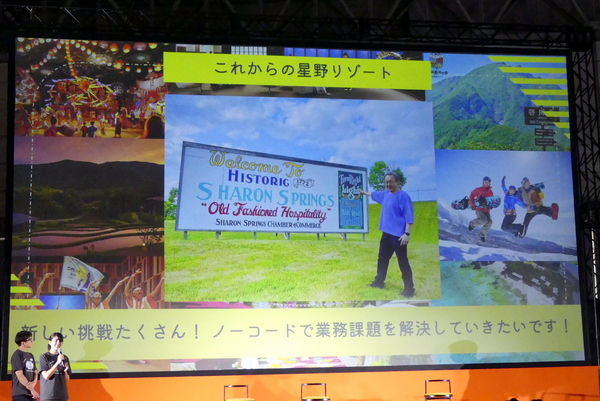 これからの星野リゾート
Welcome To
HISTORIC
SHARON SPRINGS
"Old Fashioned Hospitality"
SHARON SPRINGS CHAMBER of COMMERCE
新しい挑戦たくさん！ ノーコードで業務課題を解決していきたいです！